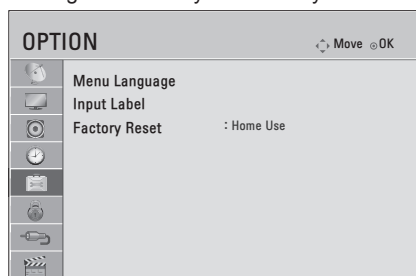 OPTION
Move OK
Menu Language
Input Label
Factory Reset : Home Use